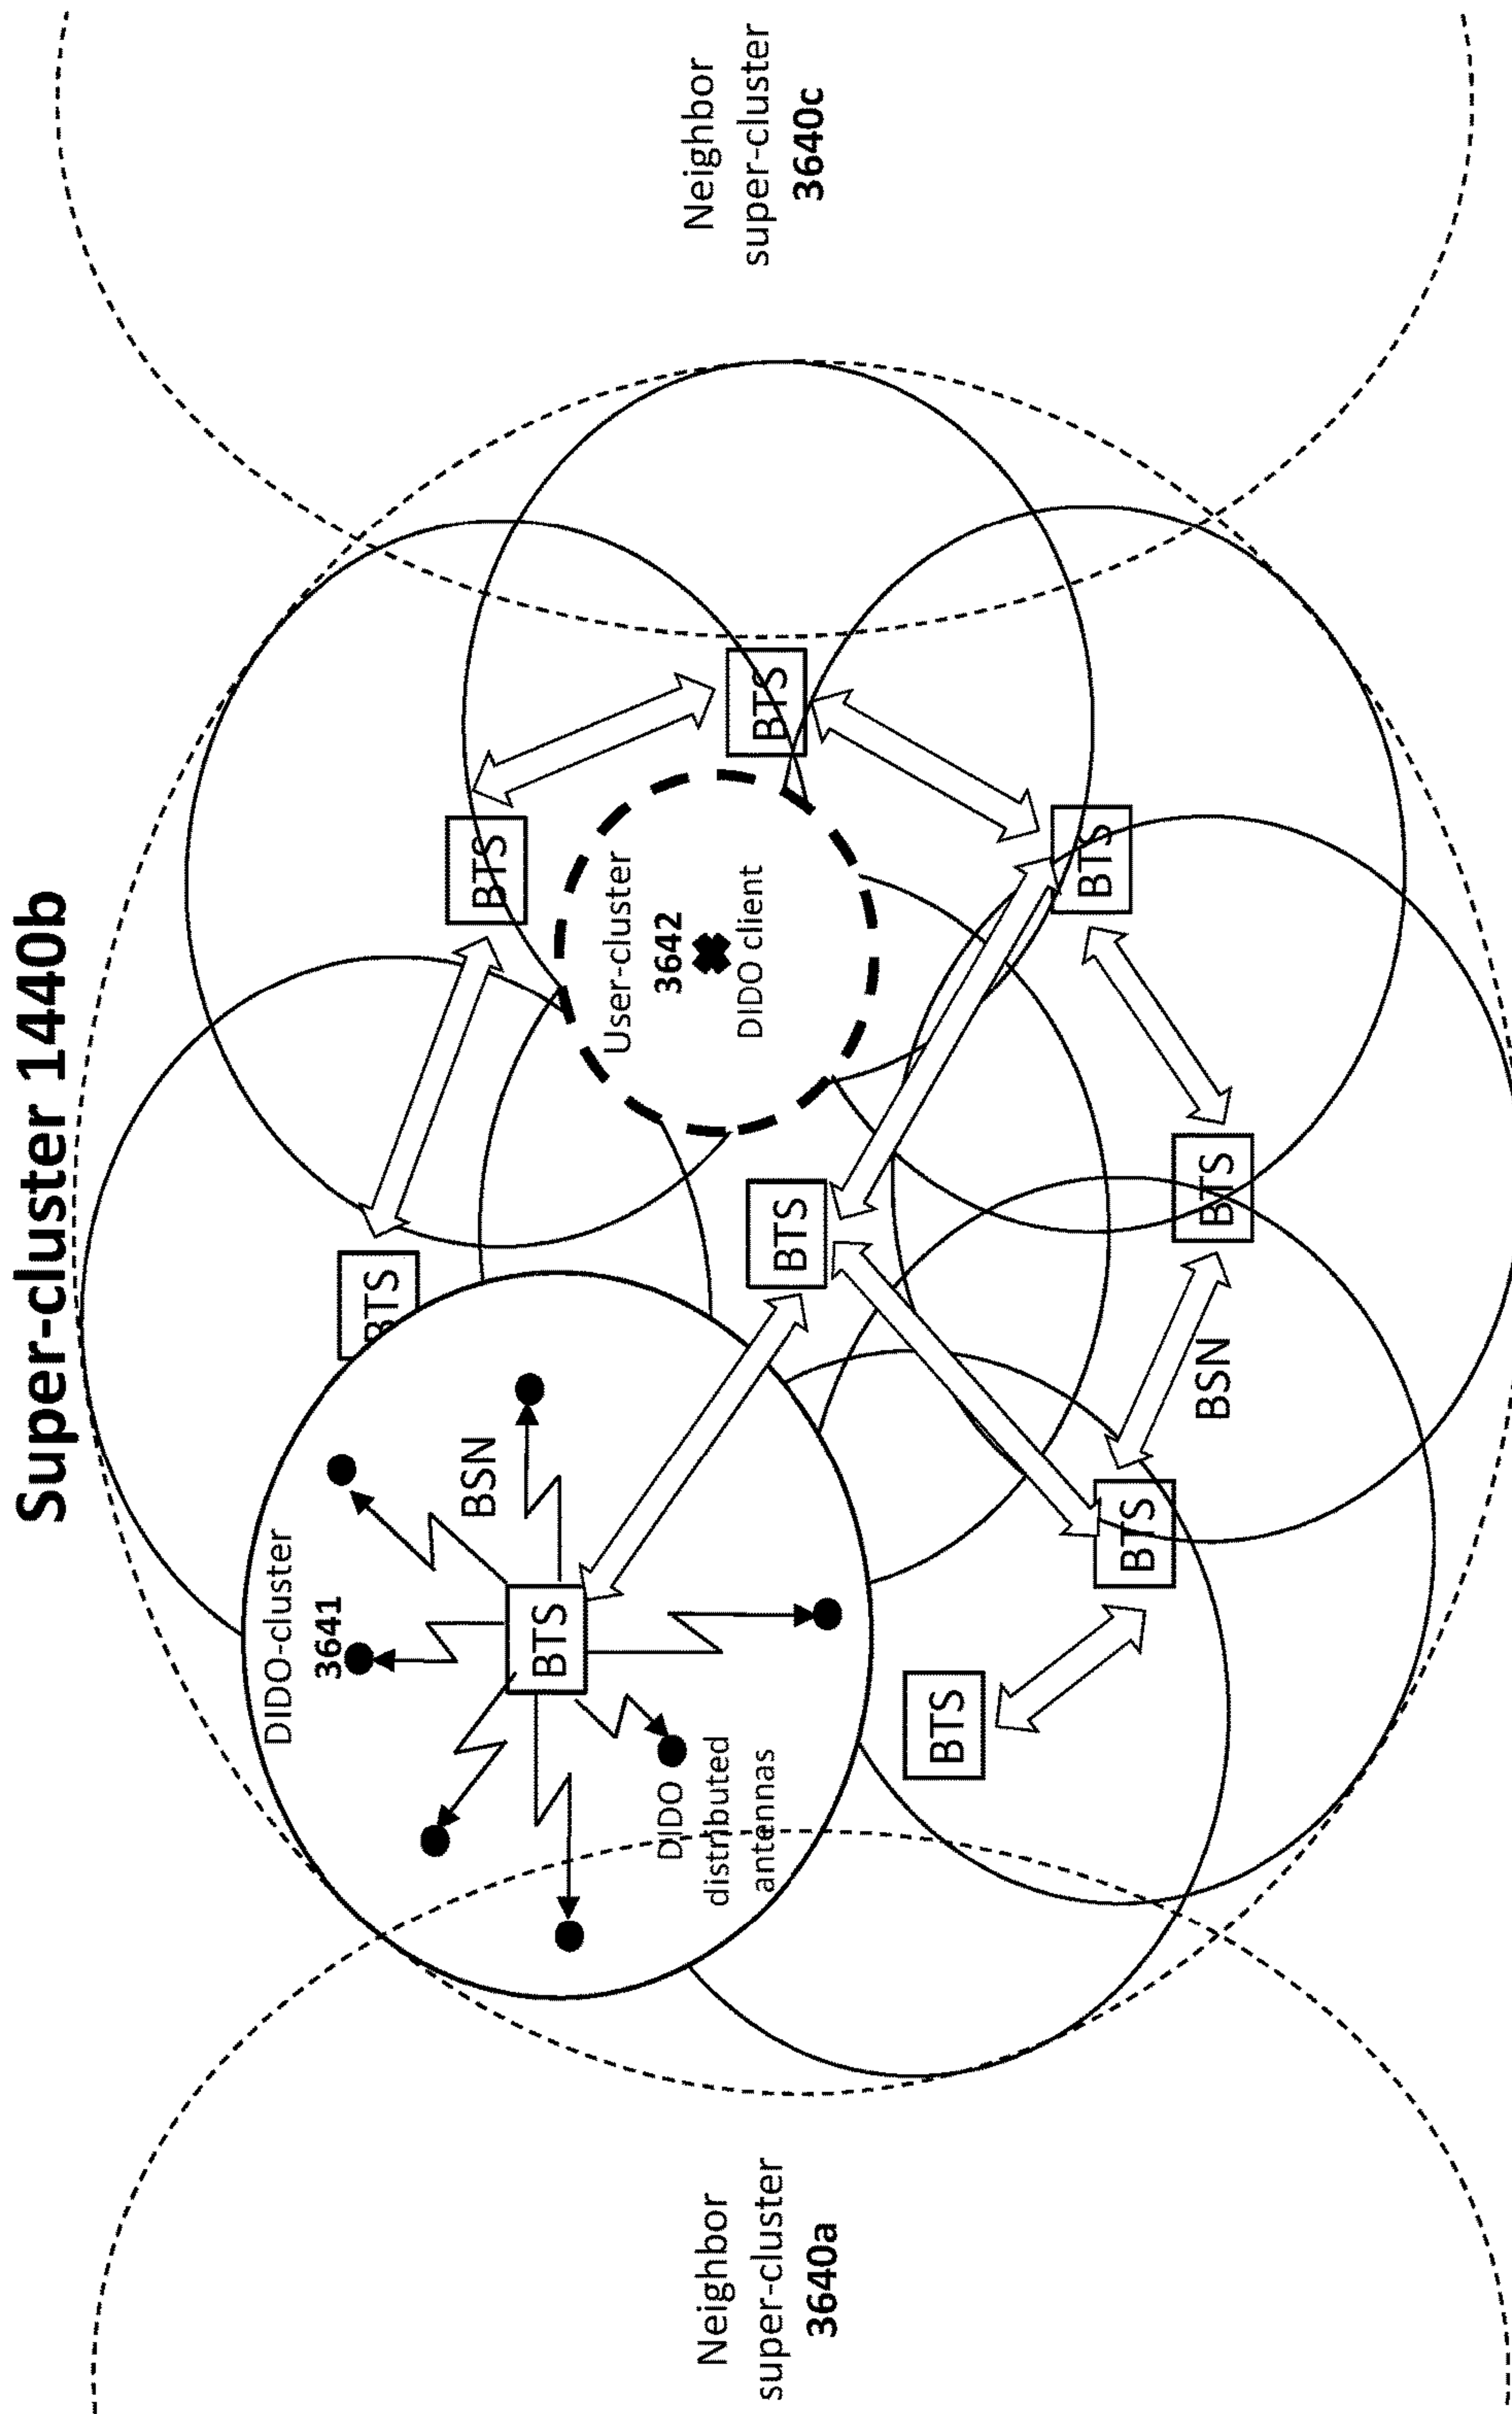 Super-cluster 1440b
DIDO-cluster
3641
BTS
BTS
BTS
User-cluster
3642
DIDO client
BSN
BTS
DIDO
distributed
antennas
BTS
BTS
Neighbor
super-cluster
3640a
Neighbor
super-cluster
3640c
BTS
BTS
BTS
BTS
BSN